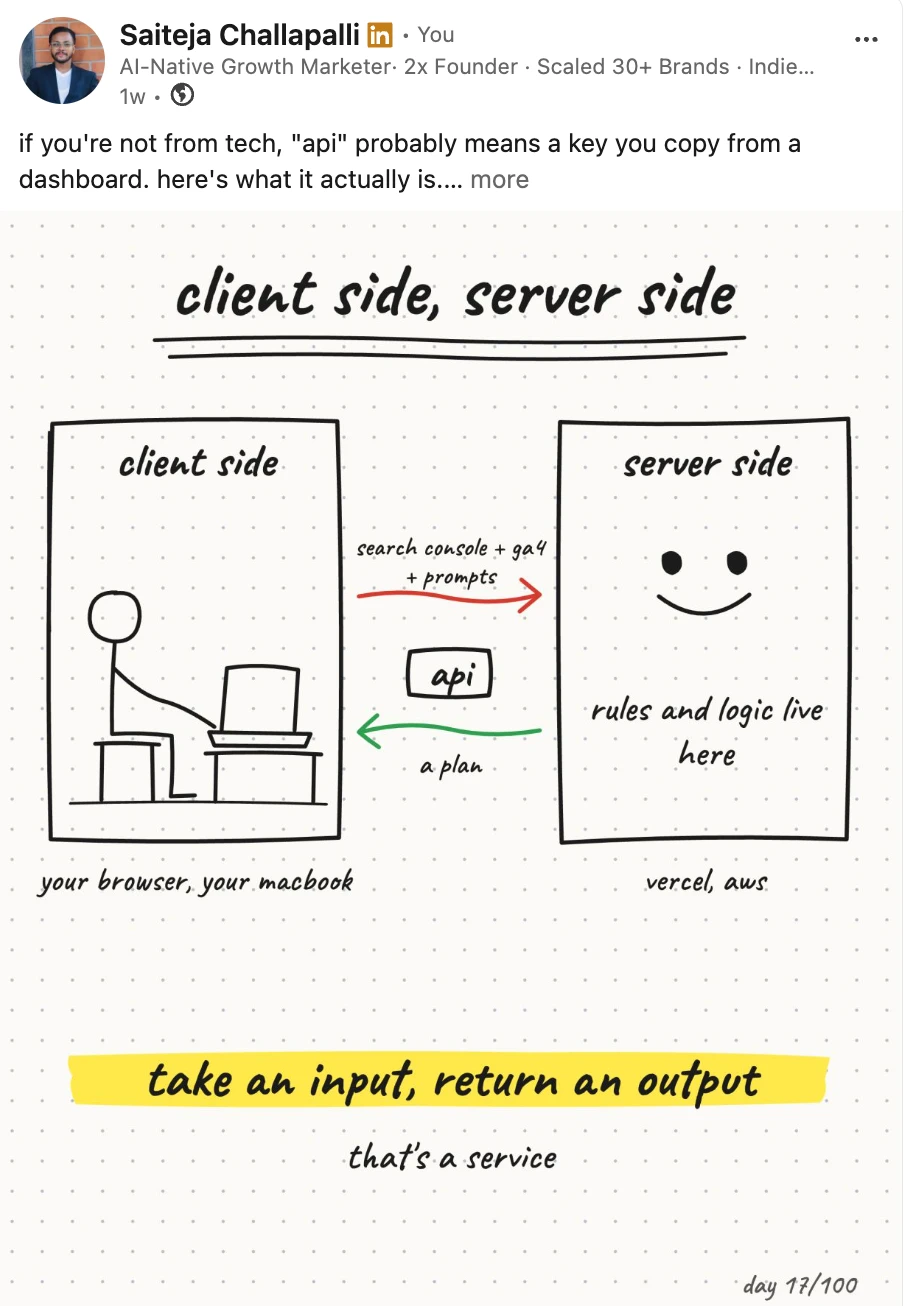 Saiteja Challapalli in • You
AI-Native Growth Marketer· 2x Founder · Scaled 30+ Brands · Indie...
1w •
if you're not from tech, "api" probably means a key you copy from a
dashboard. here's what it actually is.... more
client side, server side
client side
server side
search console + ga4
+ prompts
api
a plan
rules and logic live
here
your browser, your macbook
vercel, aws
take an input, return an output
that's a service
day 17/100